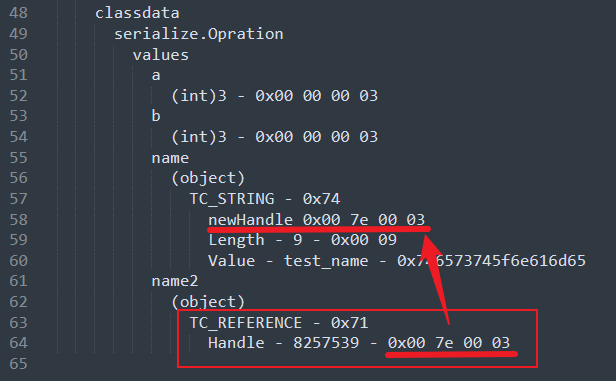 48 classdata
49 serialize.Opration
50 values
51 a
52 (int)3 - 0x00 00 00 03
53 b
54 (int)3 - 0x00 00 00 03
55 name
56 (object)
57 TC_STRING - 0x74
58 newHandle 0x00 7e 00 03
59 Length - 9 - 0x00 09
60 Value - test_name - 0x746573745f6e616d65
61 name2
62 (object)
63 TC_REFERENCE - 0x71
64 Handle - 8257539 - 0x00 7e 00 03
65